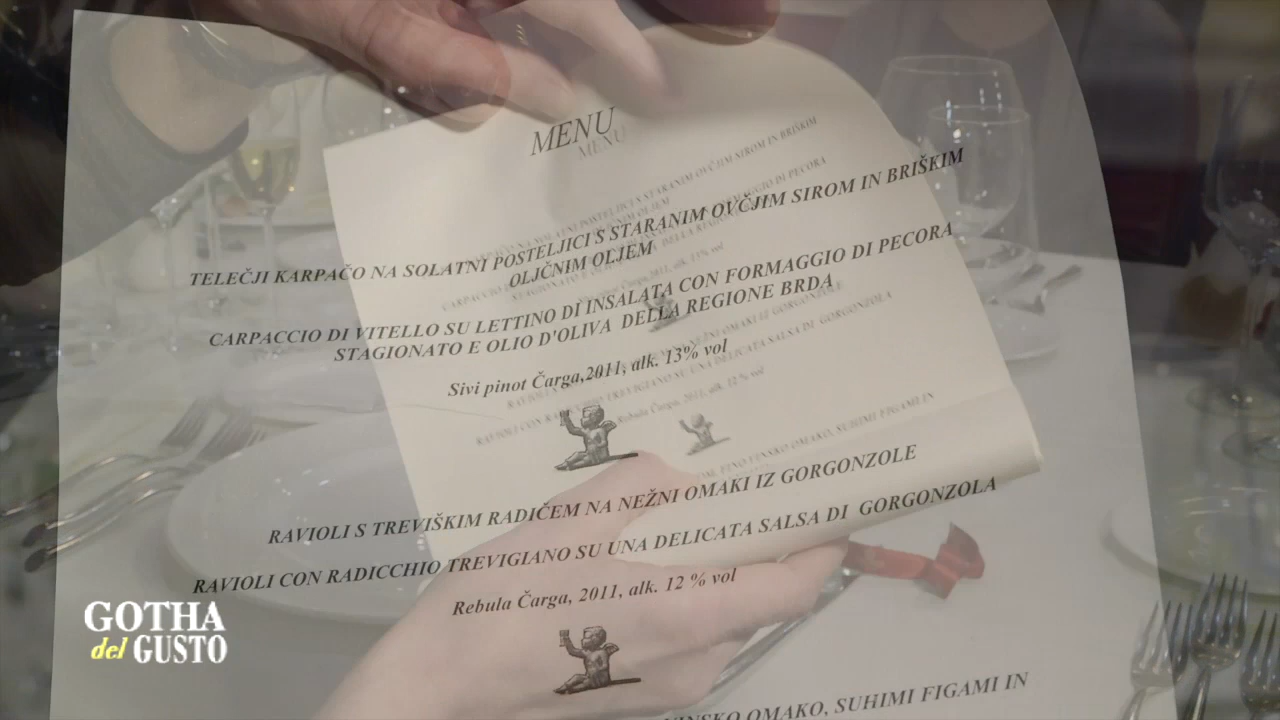 MENU
MENU
TELEČJI KARPAČO NA SOLATNI POSTELJICI S STARANIM OVČJIM SIROM IN BRIŠKIM
OLJČNIM OLJEM
CARPACCIO DI VITELLO SU LETTINO DI INSALATA CON FORMAGGIO DI PECORA
STAGIONATO E OLIO D'OLIVA DELLA REGIONE BRDA
Sivi pinot Čarga,2011, alk. 13% vol
RAVIOLI S TREVIŠKIM RADIČEM NA NEŽNI OMAKI IZ GORGONZOLE
RAVIOLI CON RADICCHIO TREVIGIANO SU UNA DELICATA SALSA DI GORGONZOLA
Rebula Čarga, 2011, alk. 12 % vol
OMAKO, SUHIMI FIGAMI IN
GOTHA
del GUSTO